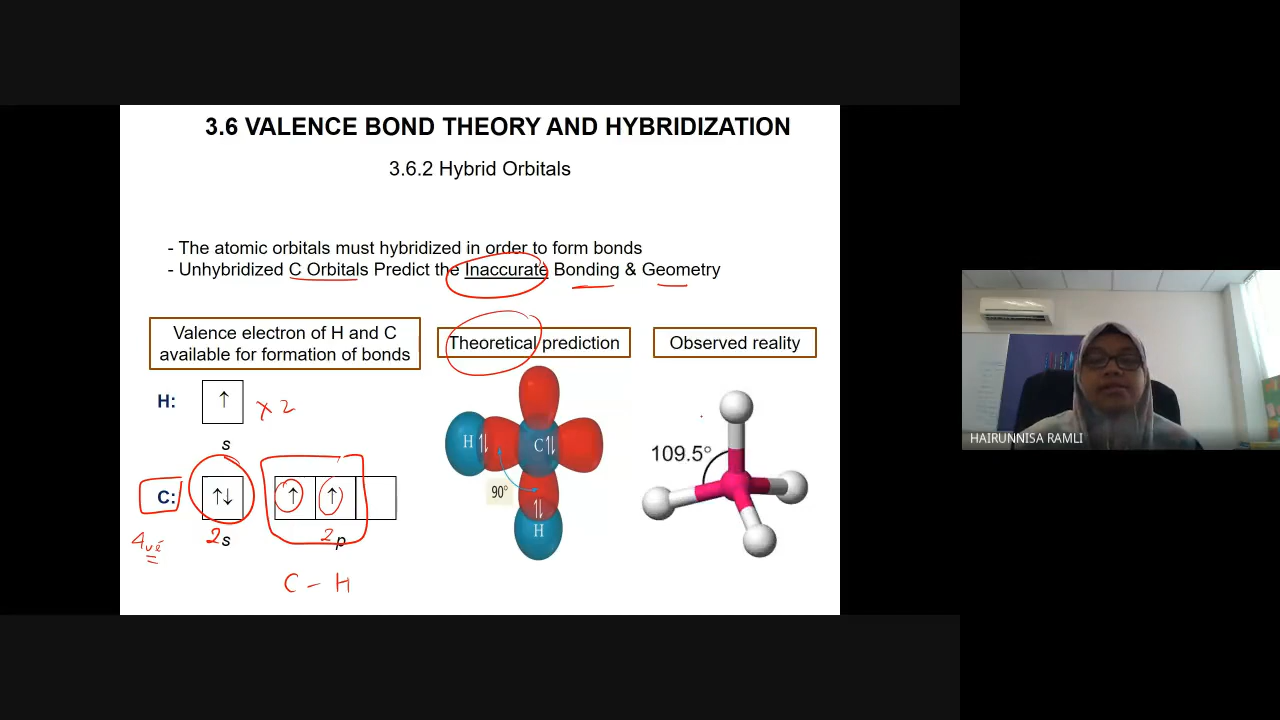 3.6 VALENCE BOND THEORY AND HYBRIDIZATION
3.6.2 Hybrid Orbitals
- The atomic orbitals must hybridized in order to form bonds
- Unhybridized C Orbitals Predict the Inaccurate Bonding & Geometry
Valence electron of H and C
available for formation of bonds
Theoretical prediction
Observed reality
H: ↑ × 2
s
C: ↑↓ ↑ ↑
4 vē
2s 2p
C - H
H ⥮ C ⥮
90°
⥮
H
109.5°
HAIRUNNISA RAMLI